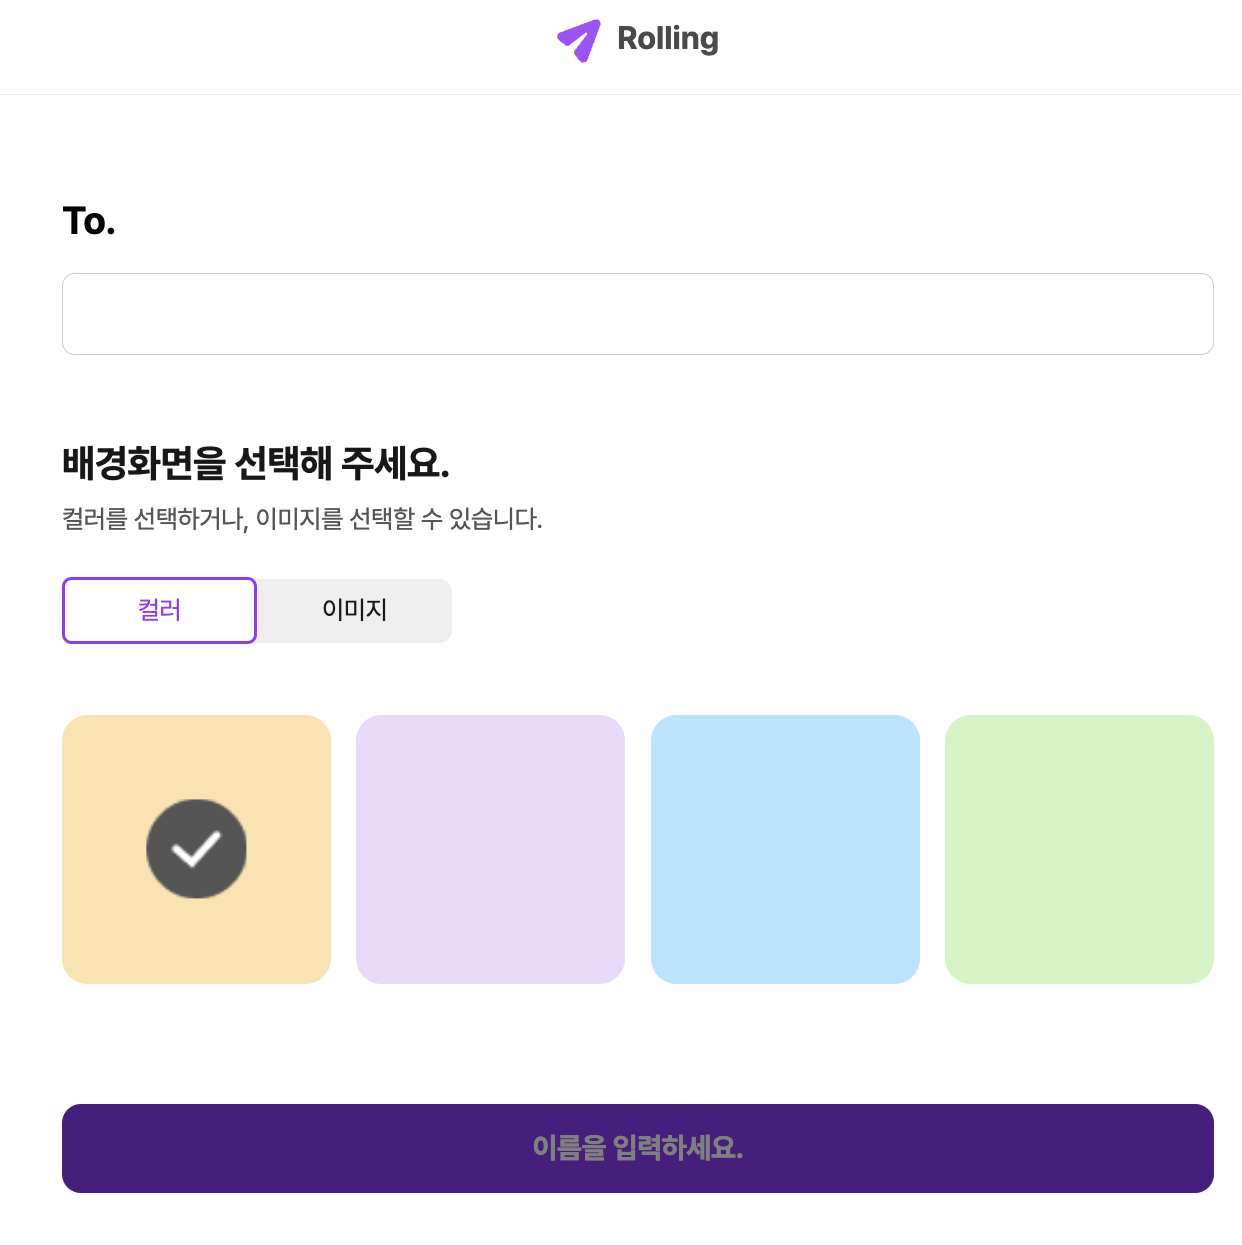 Rolling
To.
배경화면을 선택해 주세요.
컬러를 선택하거나, 이미지를 선택할 수 있습니다.
컬러 이미지
이름을 입력하세요.